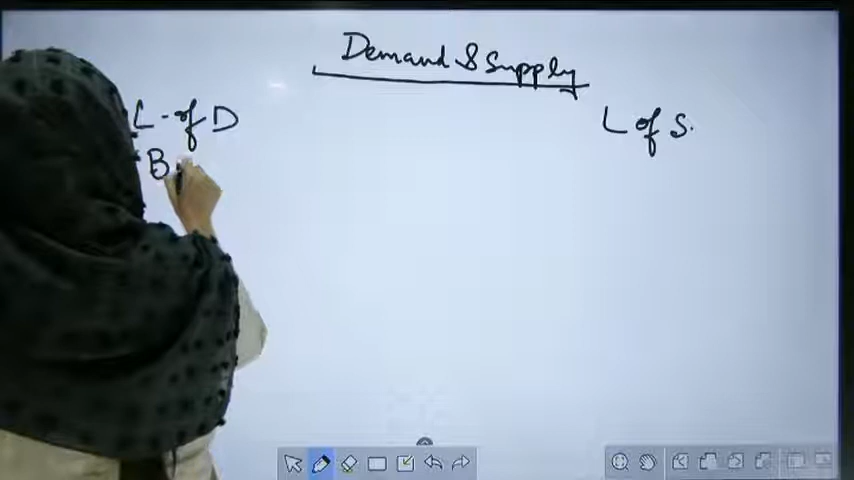 Demand & Supply
L - of D
L of S.
B